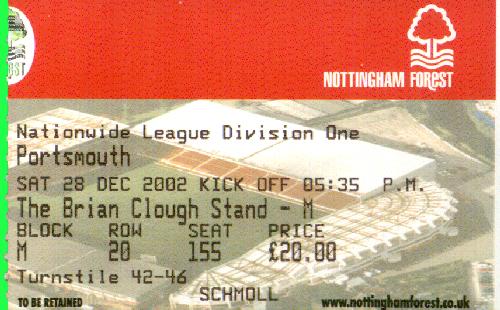 NOTTINGHAM FOREST
Nationwide League Division One
Portsmouth
SAT 28 DEC 2002 KICK OFF 05:35 P.M.
The Brian Clough Stand - M
BLOCK ROW SEAT PRICE
M 20 155 £20.00
Turnstile 42-46
SCHMOLL
TO BE RETAINED
www.nottinghamforest.co.uk